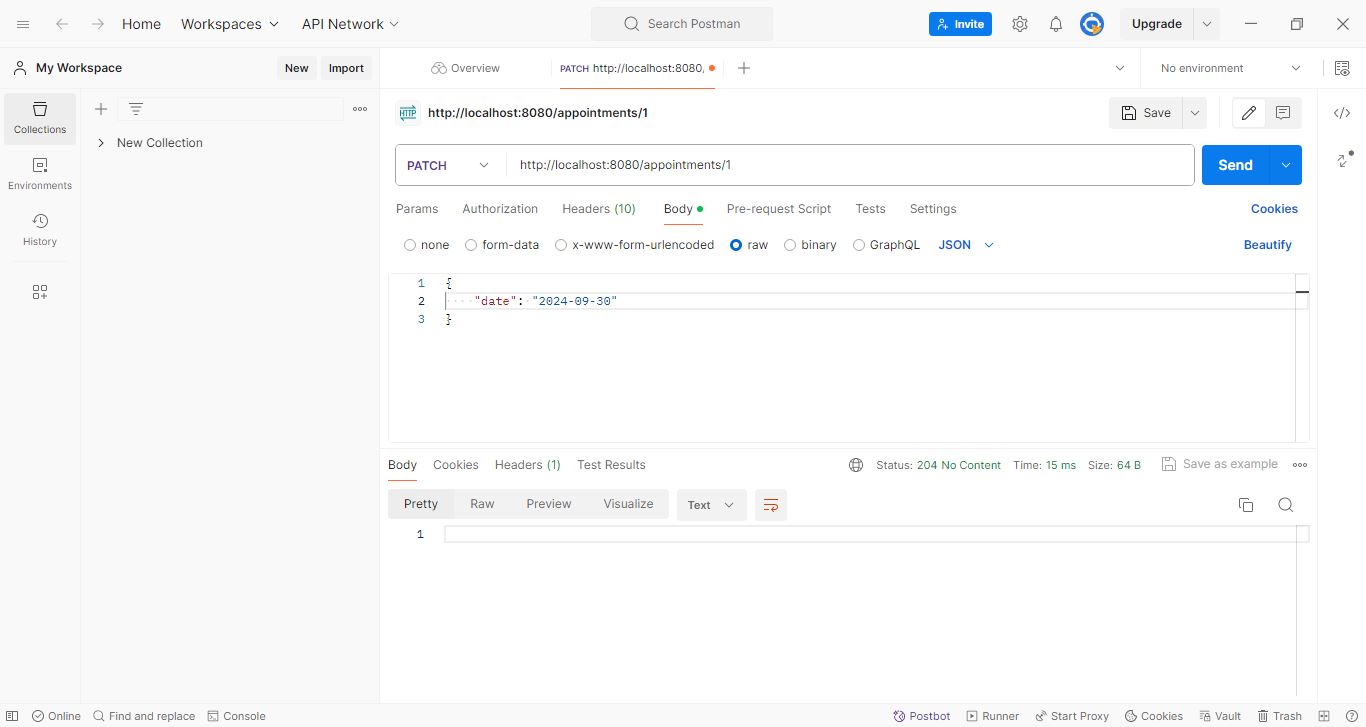 Home Workspaces API Network Search Postman Invite Upgrade
My Workspace New Import Overview PATCH http://localhost:8080, No environment
Collections
Environments
History
New Collection
HTTP http://localhost:8080/appointments/1 Save
PATCH http://localhost:8080/appointments/1 Send
Params Authorization Headers (10) Body Pre-request Script Tests Settings Cookies
none form-data x-www-form-urlencoded raw binary GraphQL JSON Beautify
1 {
2 "date": "2024-09-30"
3 }
Body Cookies Headers (1) Test Results Status: 204 No Content Time: 15 ms Size: 64 B Save as example
Pretty Raw Preview Visualize Text
1
Online Find and replace Console Postbot Runner Start Proxy Cookies Vault Trash